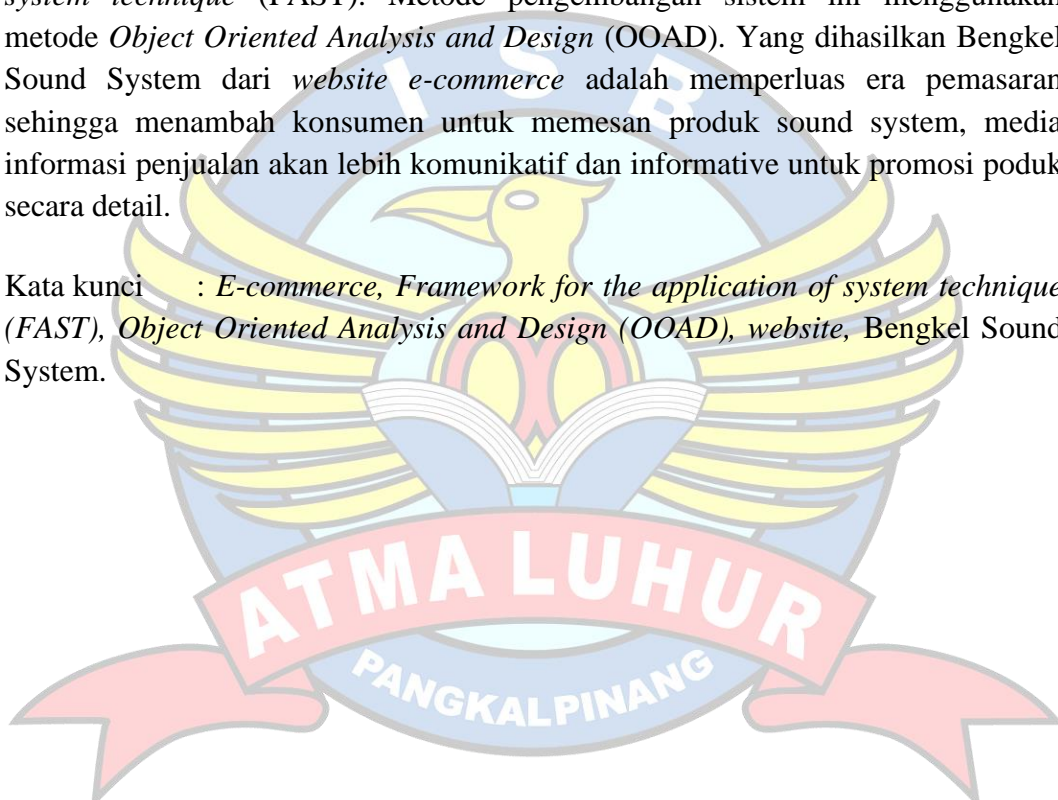 system technique (FAST). Metode pengembangan sistem ini menggunakan
metode Object Oriented Analysis and Design (OOAD). Yang dihasilkan Bengkel
Sound System dari website e-commerce adalah memperluas era pemasaran
sehingga menambah konsumen untuk memesan produk sound system, media
informasi penjualan akan lebih komunikatif dan informative untuk promosi poduk
secara detail.
Kata kunci : E-commerce, Framework for the application of system technique
(FAST), Object Oriented Analysis and Design (OOAD), website, Bengkel Sound
System.
I S B
ATMA LUHUR
PANGKALPINANG